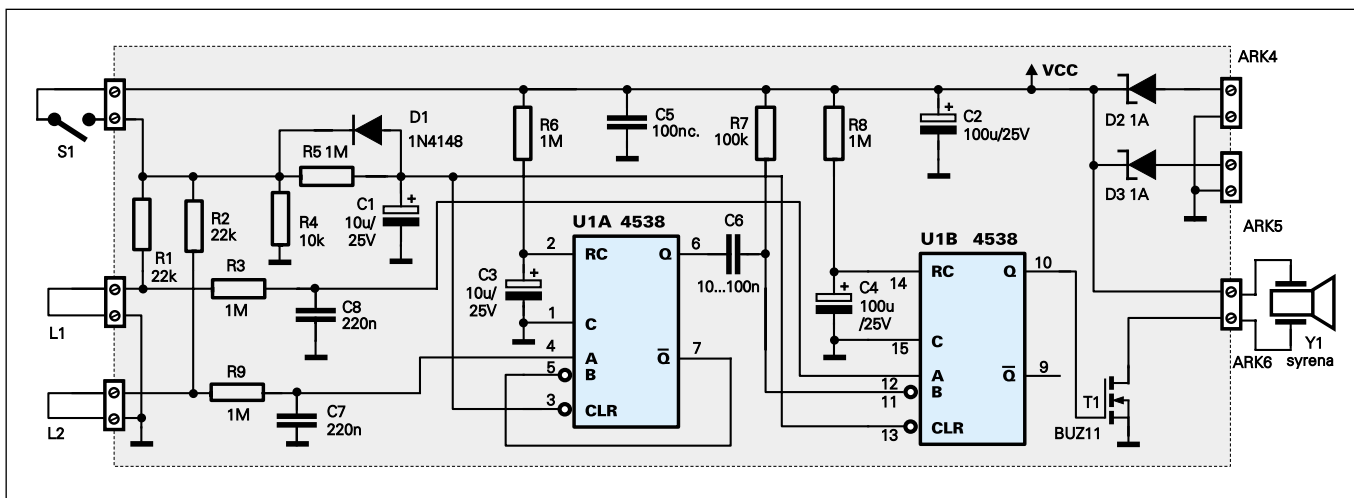 ARK4
VCC
D2 1A
D3 1A
ARK5
S1
D1
1N4148
R5 1M
R6
1M
C5
100nc.
R7
100k
R8
1M
C2
+
100u/25V
R1
22k
R2
22k
R4
10k
C1
+
10u/
25V
U1A 4538
C6
10...100n
U1B 4538
2
RC
Q
6
C3
+
10u/
25V
1
C
4
A
5
B
3
CLR
Q
7
14
RC
Q
10
C4
+
100u
/25V
15
C
A
12
B
11
CLR
13
Q
9
R3
1M
C8
220n
L1
R9
1M
C7
220n
L2
T1
BUZ11
ARK6
Y1
syrena